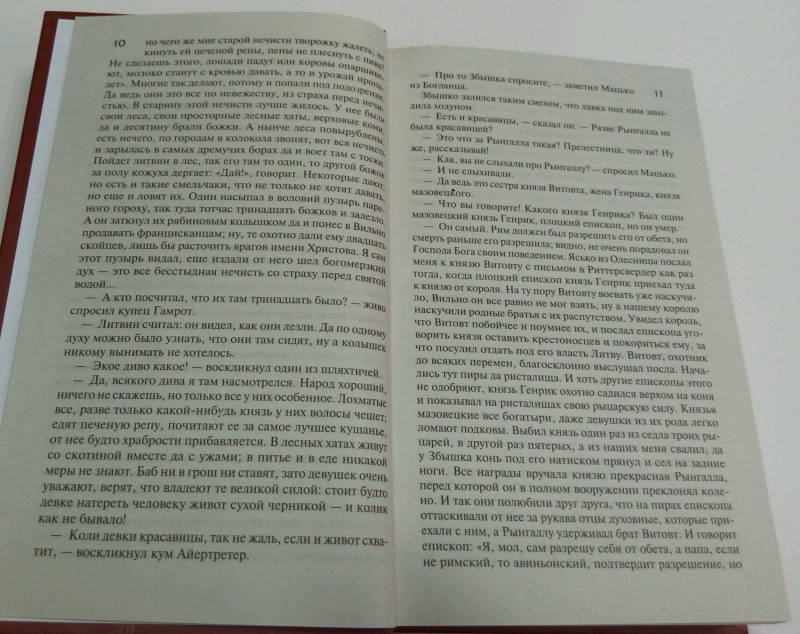 10
но чего же мне старой нечисти творожку жалеть, не
кинуть ей печеной репы, пены не плеснуть с пива?
Не сделаешь этого, лошади падут или коровы опаршиве-
ют, молоко станут с кровью давать, а то и урожай пропа-
дет». Многие так делают, потому и попали под подозрение.
Да ведь они это все по невежеству, из страха перед нечи-
стью. В старину этой нечисти лучше жилось. У нее были
свои леса, свои просторные лесные хаты, верховые кони,
да и десятину брали божки. А нынче леса повырублены,
есть нечего, по городам в колокола звонят, вот вся нечисть
и зарылась в самых дремучих борах да и воет там с тоски.
Пойдет литвин в лес, так его там то один, то другой божок
за полу кожуха дергает: «Дай!», говорит. Некоторые дают;
но есть и такие смельчаки, что не только не хотят давать,
но еще и ловят их. Один насыпал в воловий пузырь паре-
ного гороху, так туда тотчас тринадцать божков и залезло.
А он заткнул их рябиновым колышком да и понес в Вильно
продавать францисканцам; ну, те охотно дали ему двадцать
скойцев, лишь бы расточить врагов имени Христова. Я сам
этот пузырь видал, еще издали от него шел богомерзкий
дух — это все бесстыдная нечисть со страху перед святой
водой...
— А кто посчитал, что их там тринадцать было? — живо
спросил купец Гамрот.
— Литвин считал: он видел, как они лезли. Да по одному
духу можно было узнать, что они там сидят, ну а колышек
никому вынимать не хотелось.
— Экое диво какое! — воскликнул один из шляхтичей.
— Да, всякого дива я там насмотрелся. Народ хороший,
ничего не скажешь, но только все у них особенное. Лохматые
все, разве только какой-нибудь князь у них волосы чешет;
едят печеную репу, почитают ее за самое лучшее кушанье,
от нее будто храбрости прибавляется. В лесных хатах живут
со скотиной вместе да с ужами; в питье и в еде никакой
меры не знают. Баб ни в грош ни ставят, зато девушек очень
уважают, верят, что владеют те великой силой: стоит будто
девке натереть человеку живот сухой черникой — и колик
как не бывало!
— Коли девки красавицы, так не жаль, если и живот схва-
тит, — воскликнул кум Айертретер.
11
— Про то Збышка спросите, — заметил Мацько
из Богданца.
Збышко залился таким смехом, что лавка под ним захо-
дила ходуном.
— Есть и красавицы, — сказал он. — Разве Рынгалла не
была красавицей?
— Это что за Рынгалла такая? Прелестница, что ли? Ну
же, рассказывай!
— Как, вы не слыхали про Рынгаллу? — спросил Мацько.
— И не слыхивали.
— Да ведь это сестра князя Витовта, жена Генрика, князя
мазовецкого.
— Что вы говорите! Какого князя Генрика? Был один
мазовецкий князь Генрик, плоцкий епископ, но он умер.
— Он самый. Рим должен был разрешить его от обета, но
смерть раньше его разрешила; видно, не очень порадовал он
Господа Бога своим поведением. Ясько из Олесницы послал
меня к князю Витовту с письмом в Риттерсвердер как раз
тогда, когда плоцкий епископ князь Генрик приехал туда
к князю от короля. На ту пору Витовту воевать уже наскучи-
ло, Вильно он все равно не мог взять, ну а нашему королю
наскучили родные братья с их распутством. Увидел король,
что Витовт побойчее и поумнее их, и послал епископа уго-
ворить князя оставить крестоносцев и покориться ему, за
что посулил отдать под его власть Литву. Витовт, охотник
до всяких перемен, благосклонно выслушал посла. Нача-
лись тут пиры да ристалища. И хоть другие епископы этого
не одобряют, князь Генрик охотно садился верхом на коня
и показывал на ристалищах свою рыцарскую силу. Князья
мазовецкие все богатыри, даже девушки из их рода легко
ломают подковы. Выбил князь один раз из седла троих ры-
царей, в другой раз пятерых, а из наших меня свалил, да
у Збышка конь под его натиском прянул и сел на задние
ноги. Все награды вручала князю прекрасная Рынгалла,
перед которой он в полном вооружении преклонял коле-
но. И так они полюбили друг друга, что на пирах епископа
оттаскивали от нее за рукава отцы духовные, которые при-
ехали с ним, а Рынгаллу удерживал брат Витовт. И говорит
епископ: «Я, мол, сам разрешу себя от обета, а папа, если
не римский, то авиньонский, подтвердит разрешение, но